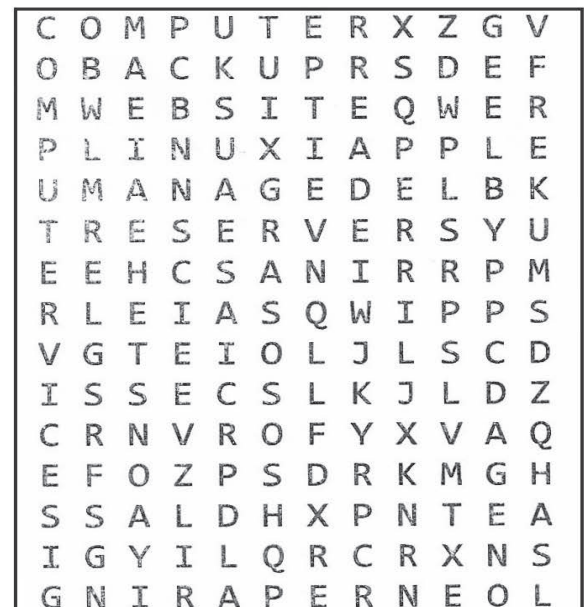 C O M P U T E R X Z G V
O B A C K U P R S D E F
M W E B S I T E Q W E R
P L I N U X I A P P L E
U M A N A G E D E L B K
T R E S E R V E R S Y U
E E H C S A N I R R P M
R L E I A S Q W I P P S
V G T E I O L J L S C D
I S S E C S L K J L D Z
C R N V R O F Y X V A Q
E F O Z P S D R K M G H
S S A L D H X P N T E A
I G Y I L Q R C R X N S
G N I R A P E R N E O L